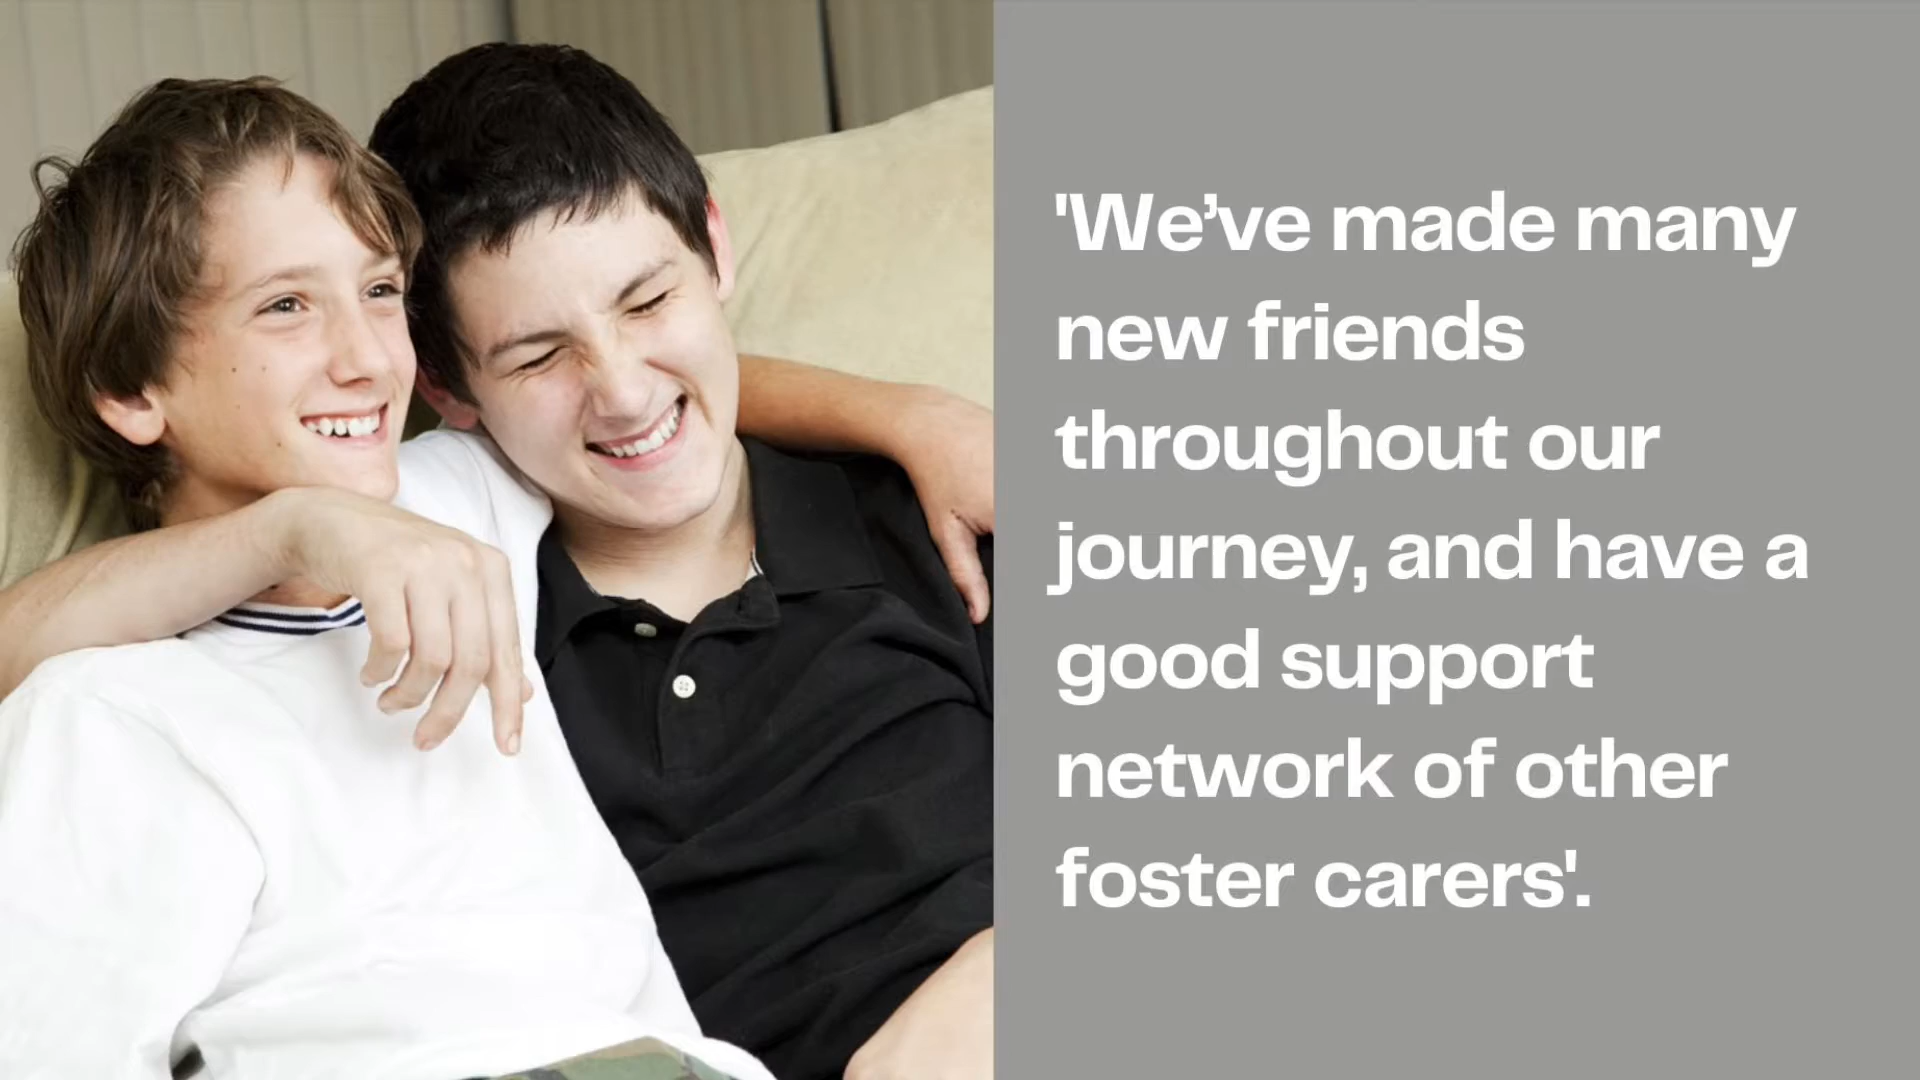 'We’ve made many
new friends
throughout our
journey, and have a
good support
network of other
foster carers'.